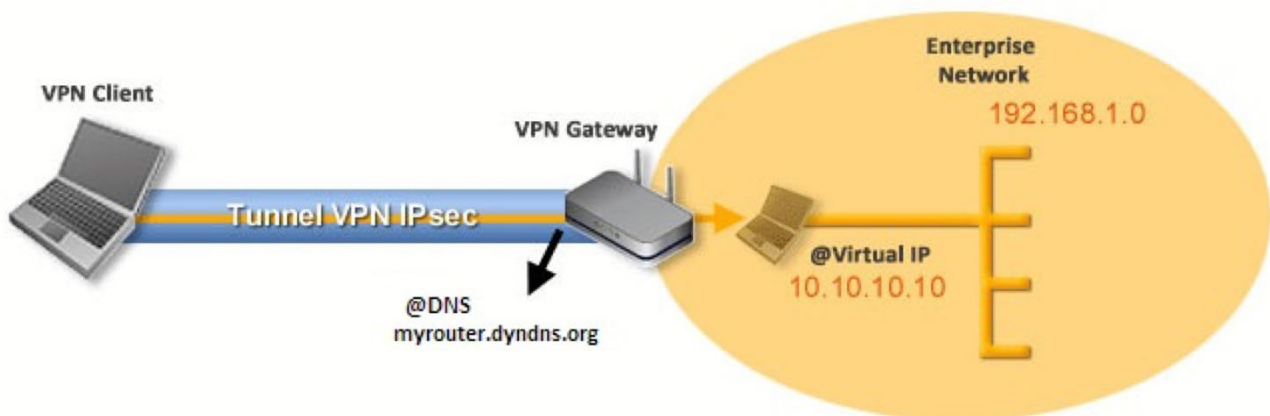 VPN Client
Tunnel VPN IPsec
VPN Gateway
@DNS
myrouter.dyndns.org
Enterprise
Network
192.168.1.0
@Virtual IP
10.10.10.10